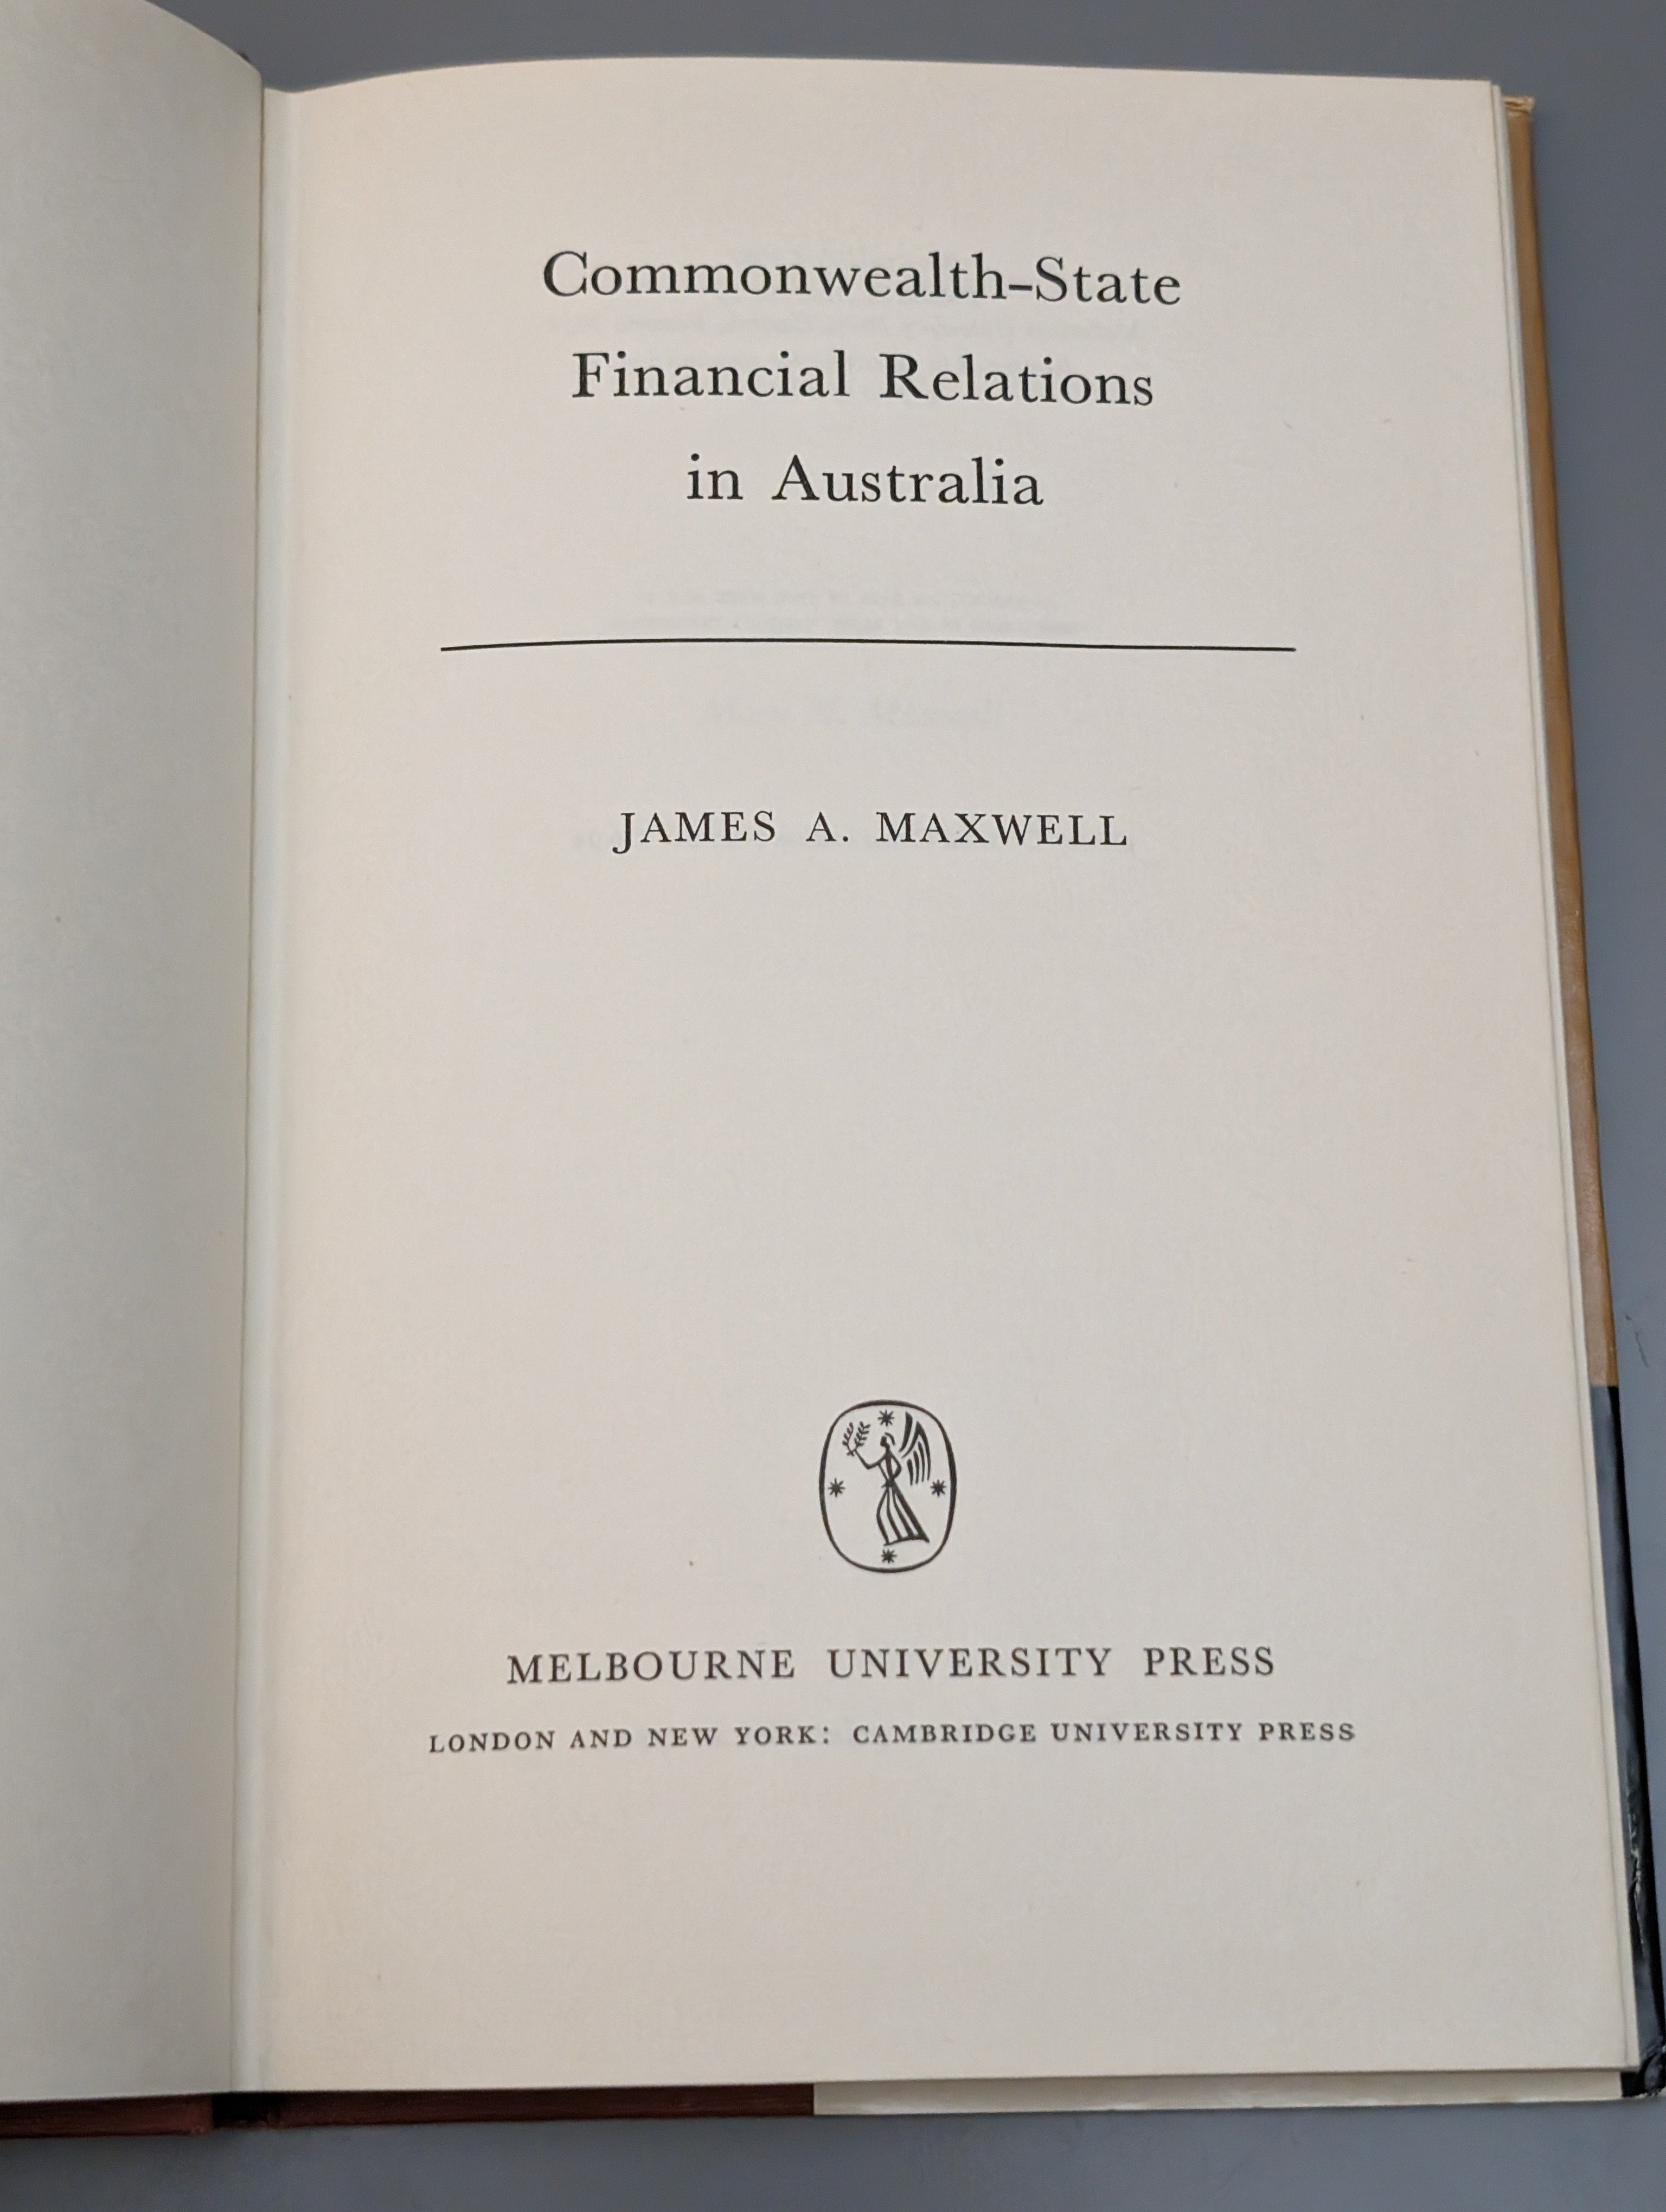 Commonwealth-State
Financial Relations
in Australia
JAMES A. MAXWELL
MELBOURNE UNIVERSITY PRESS
LONDON AND NEW YORK: CAMBRIDGE UNIVERSITY PRESS